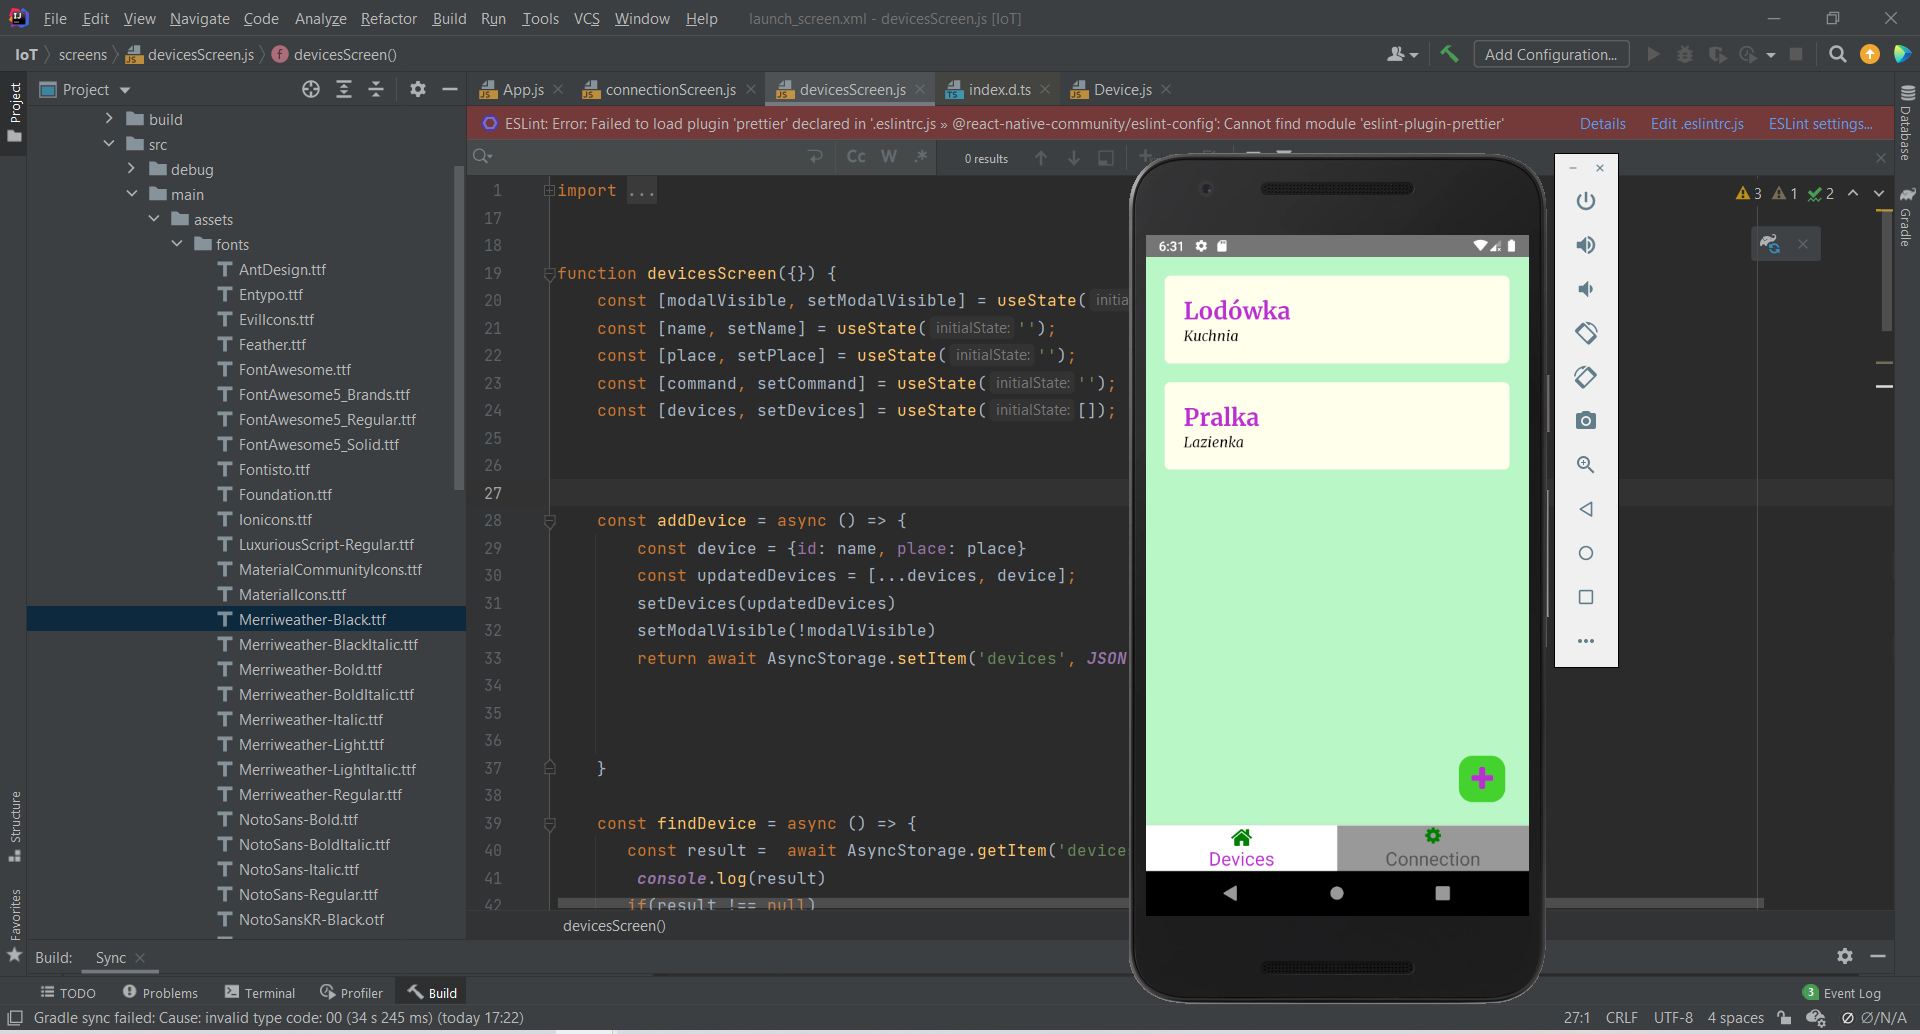 File Edit View Navigate Code Analyze Refactor Build Run Tools VCS Window Help launch_screen.xml - devicesScreen.js [IoT]
IoT screens devicesScreen.js devicesScreen() Add Configuration...
Project App.js connectionScreen.js devicesScreen.js index.d.ts Device.js
ESLint: Error: Failed to load plugin 'prettier' declared in '.eslintrc.js » @react-native-community/eslint-config': Cannot find module 'eslint-plugin-prettier' Details Edit .eslintrc.js ESLint settings...
Cc W .* 0 results
Project
Structure
Favorites
Database
Gradle
build
src
debug
main
assets
fonts
AntDesign.ttf
Entypo.ttf
EvilIcons.ttf
Feather.ttf
FontAwesome.ttf
FontAwesome5_Brands.ttf
FontAwesome5_Regular.ttf
FontAwesome5_Solid.ttf
Fontisto.ttf
Foundation.ttf
Ionicons.ttf
LuxuriousScript-Regular.ttf
MaterialCommunityIcons.ttf
MaterialIcons.ttf
Merriweather-Black.ttf
Merriweather-BlackItalic.ttf
Merriweather-Bold.ttf
Merriweather-BoldItalic.ttf
Merriweather-Italic.ttf
Merriweather-Light.ttf
Merriweather-LightItalic.ttf
Merriweather-Regular.ttf
NotoSans-Bold.ttf
NotoSans-BoldItalic.ttf
NotoSans-Italic.ttf
NotoSans-Regular.ttf
NotoSansKR-Black.otf
1 import ...
17
18
19 function devicesScreen({}) {
20 const [modalVisible, setModalVisible] = useState( initia
21 const [name, setName] = useState( initialState: '');
22 const [place, setPlace] = useState( initialState: '');
23 const [command, setCommand] = useState( initialState: '');
24 const [devices, setDevices] = useState( initialState: []);
25
26
27
28 const addDevice = async () => {
29 const device = {id: name, place: place}
30 const updatedDevices = [...devices, device];
31 setDevices(updatedDevices)
32 setModalVisible(!modalVisible)
33 return await AsyncStorage.setItem('devices', JSON
34
35
36
37 }
38
39 const findDevice = async () => {
40 const result = await AsyncStorage.getItem('device
41 console.log(result)
42 if(result !== null)
devicesScreen()
3 1 2
6:31
Lodówka
Kuchnia
Pralka
Lazienka
Devices Connection
Build: Sync
TODO Problems Terminal Profiler Build 3 Event Log
Gradle sync failed: Cause: invalid type code: 00 (34 s 245 ms) (today 17:22) 27:1 CRLF UTF-8 4 spaces Ø/N/A